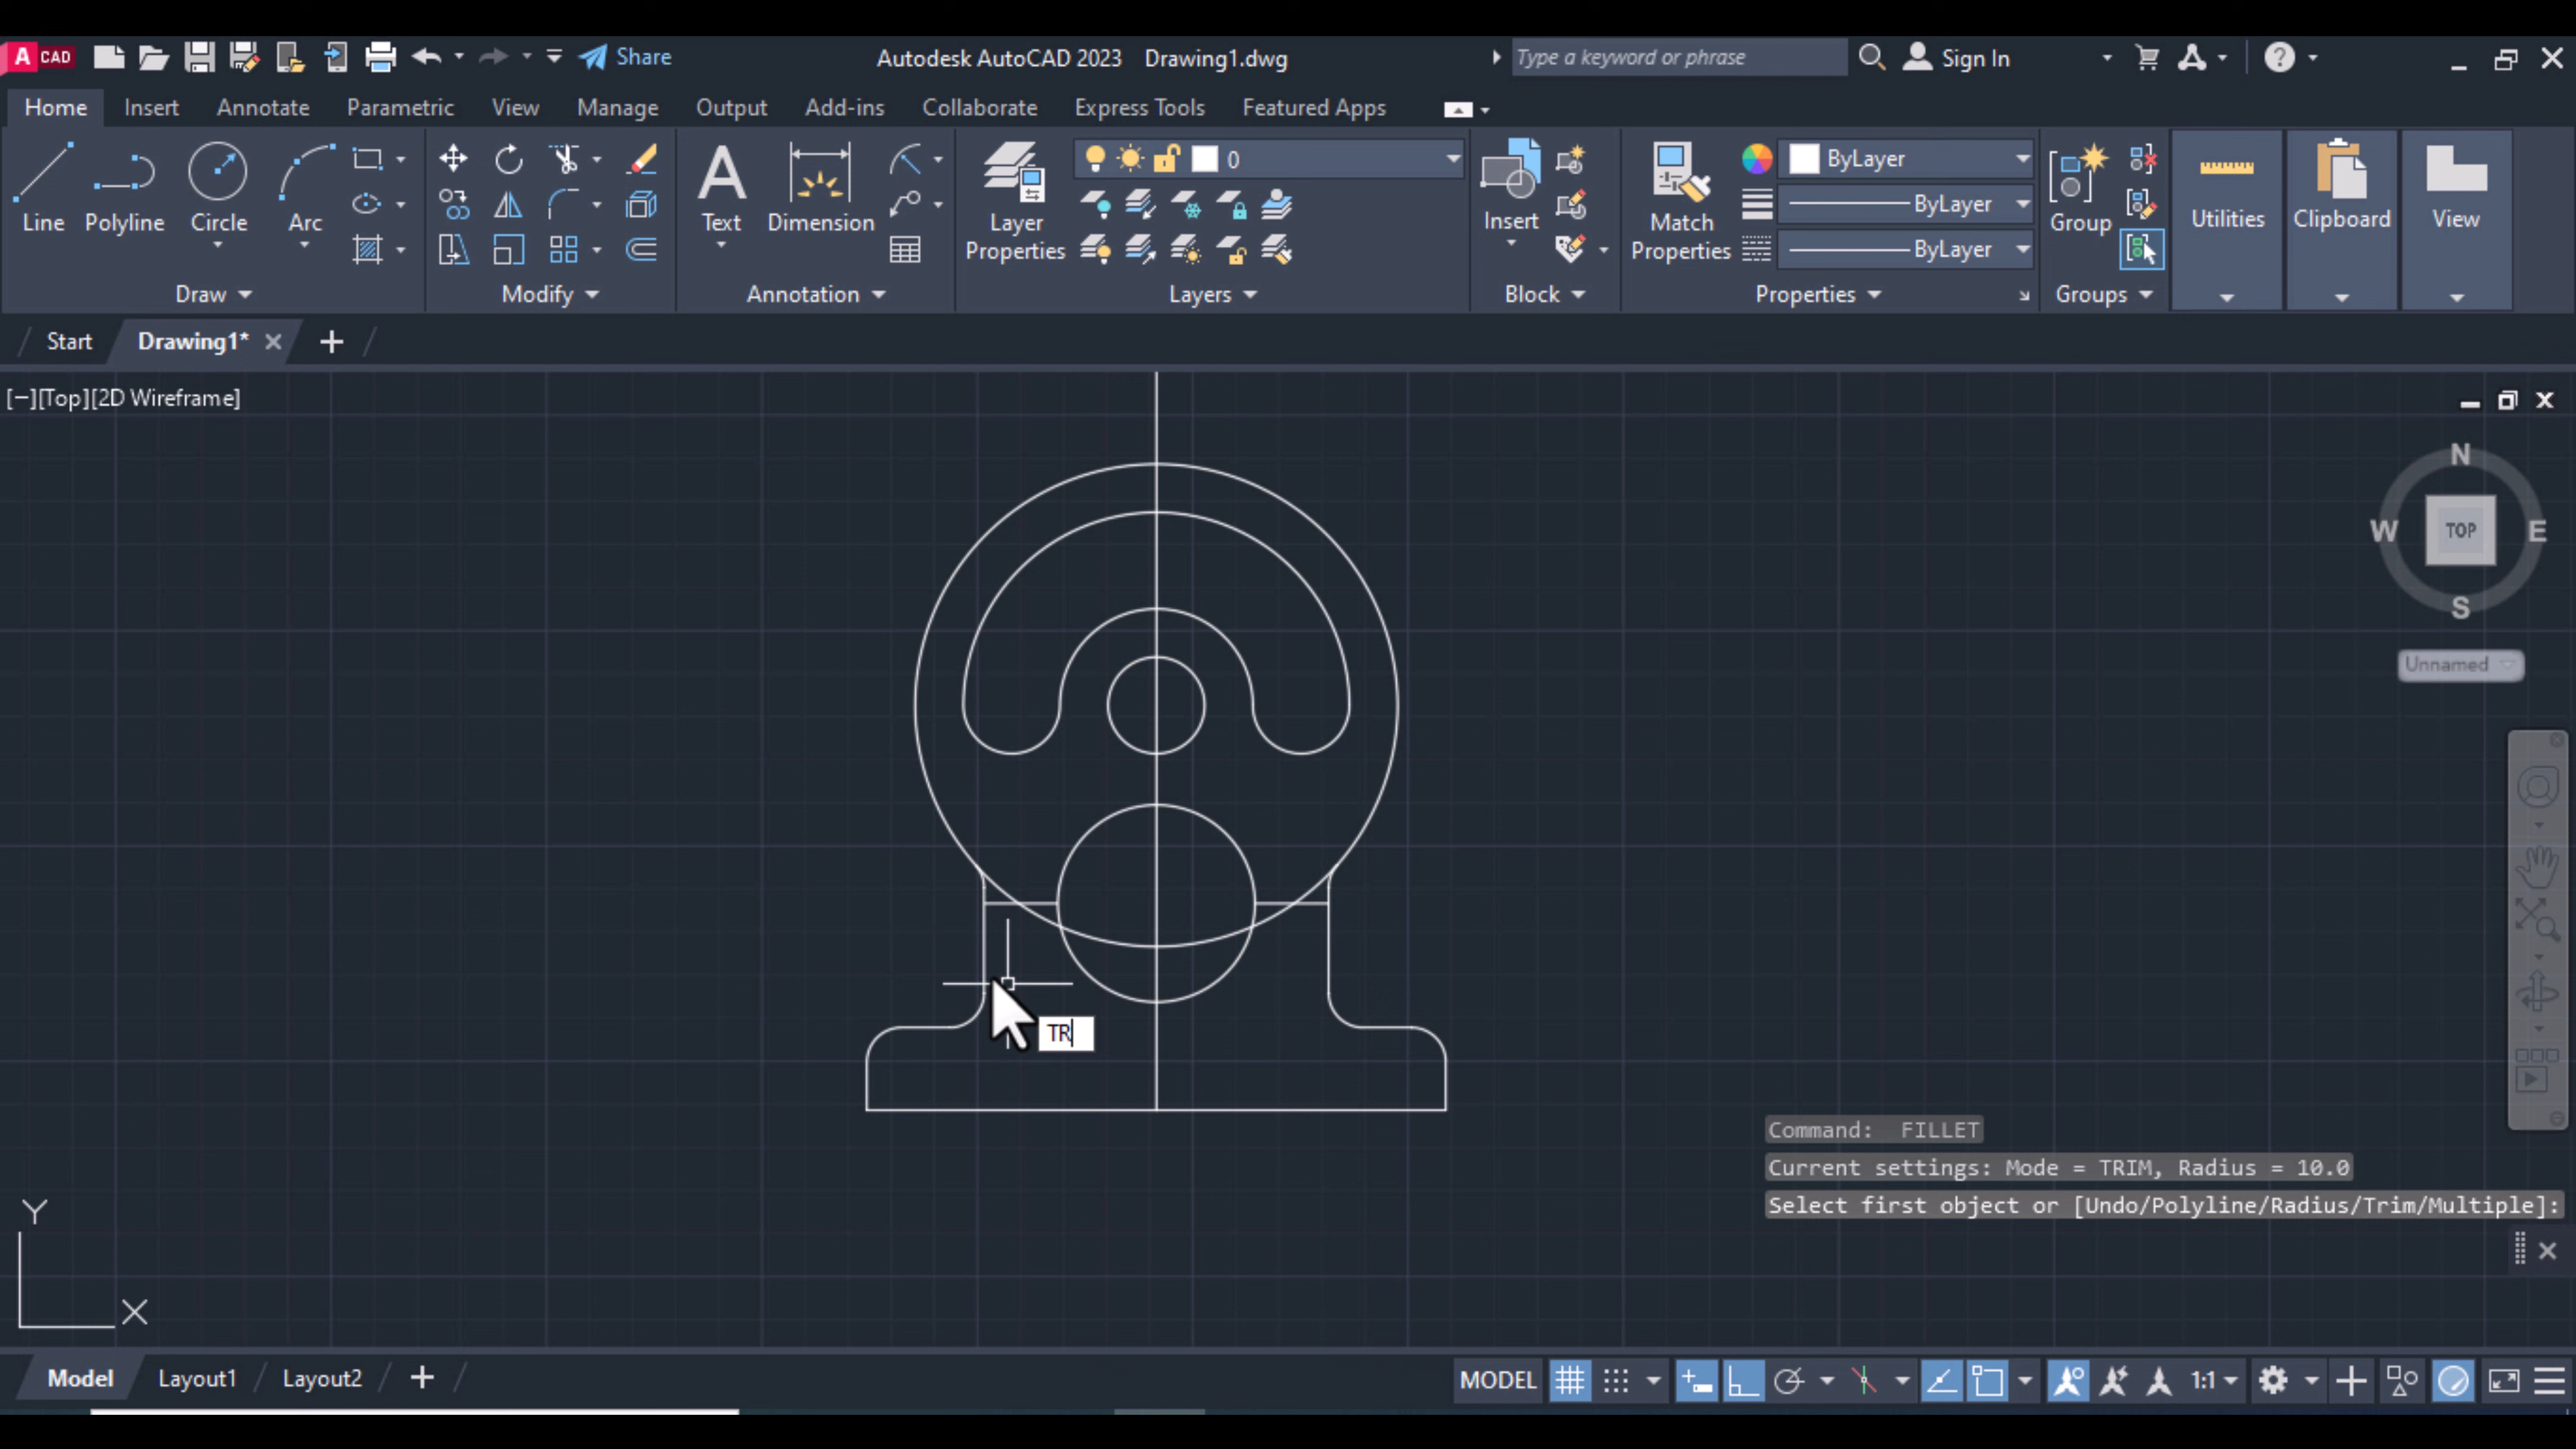 A CAD Share Autodesk AutoCAD 2023 Drawing1.dwg Type a keyword or phrase Sign In ?
Home Insert Annotate Parametric View Manage Output Add-ins Collaborate Express Tools Featured Apps
0 ByLayer
Line Polyline Circle Arc A Text Dimension Layer Properties Insert Match Properties ByLayer Group Utilities Clipboard View
ByLayer
Draw Modify Annotation Layers Block Properties Groups
Start Drawing1* +
[−][Top][2D Wireframe]
N
W TOP E
S
Unnamed
TR
Command: FILLET
Current settings: Mode = TRIM, Radius = 10.0
Select first object or [Undo/Polyline/Radius/Trim/Multiple]:
Y
X
Model Layout1 Layout2 + MODEL 1:1